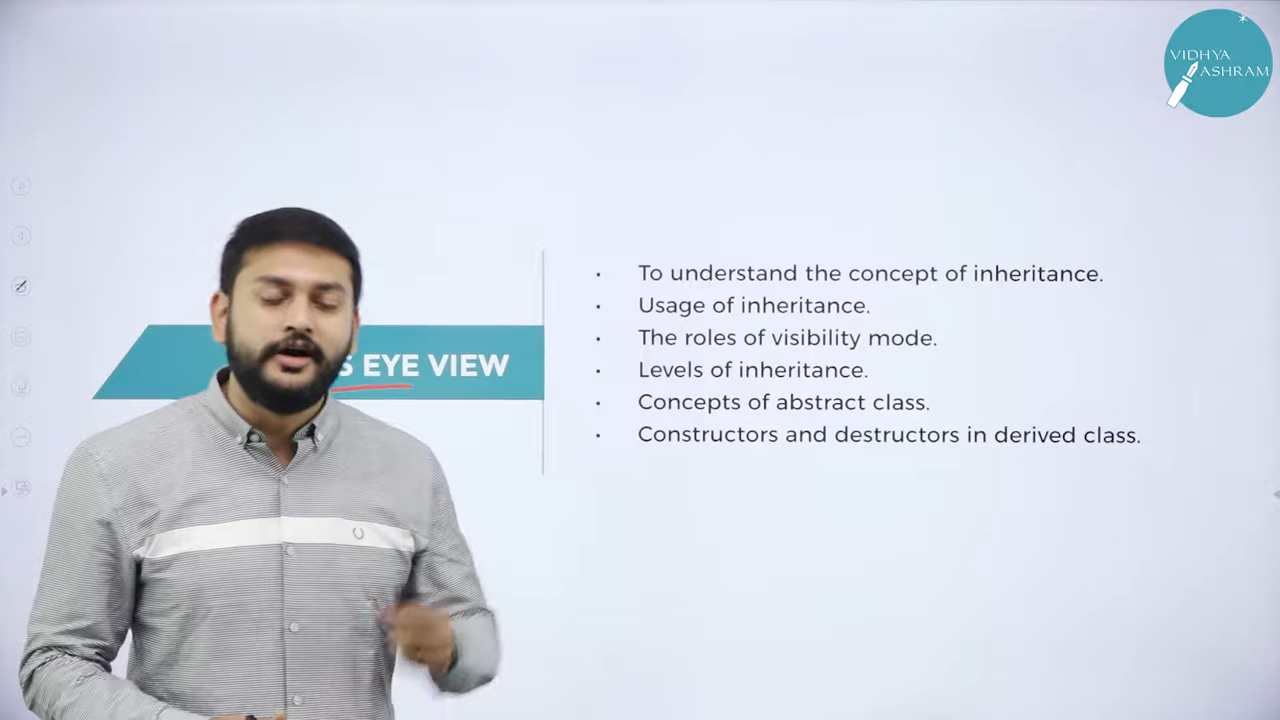 VIDHYA
ASHRAM
EYE VIEW
• To understand the concept of inheritance.
• Usage of inheritance.
• The roles of visibility mode.
• Levels of inheritance.
• Concepts of abstract class.
• Constructors and destructors in derived class.